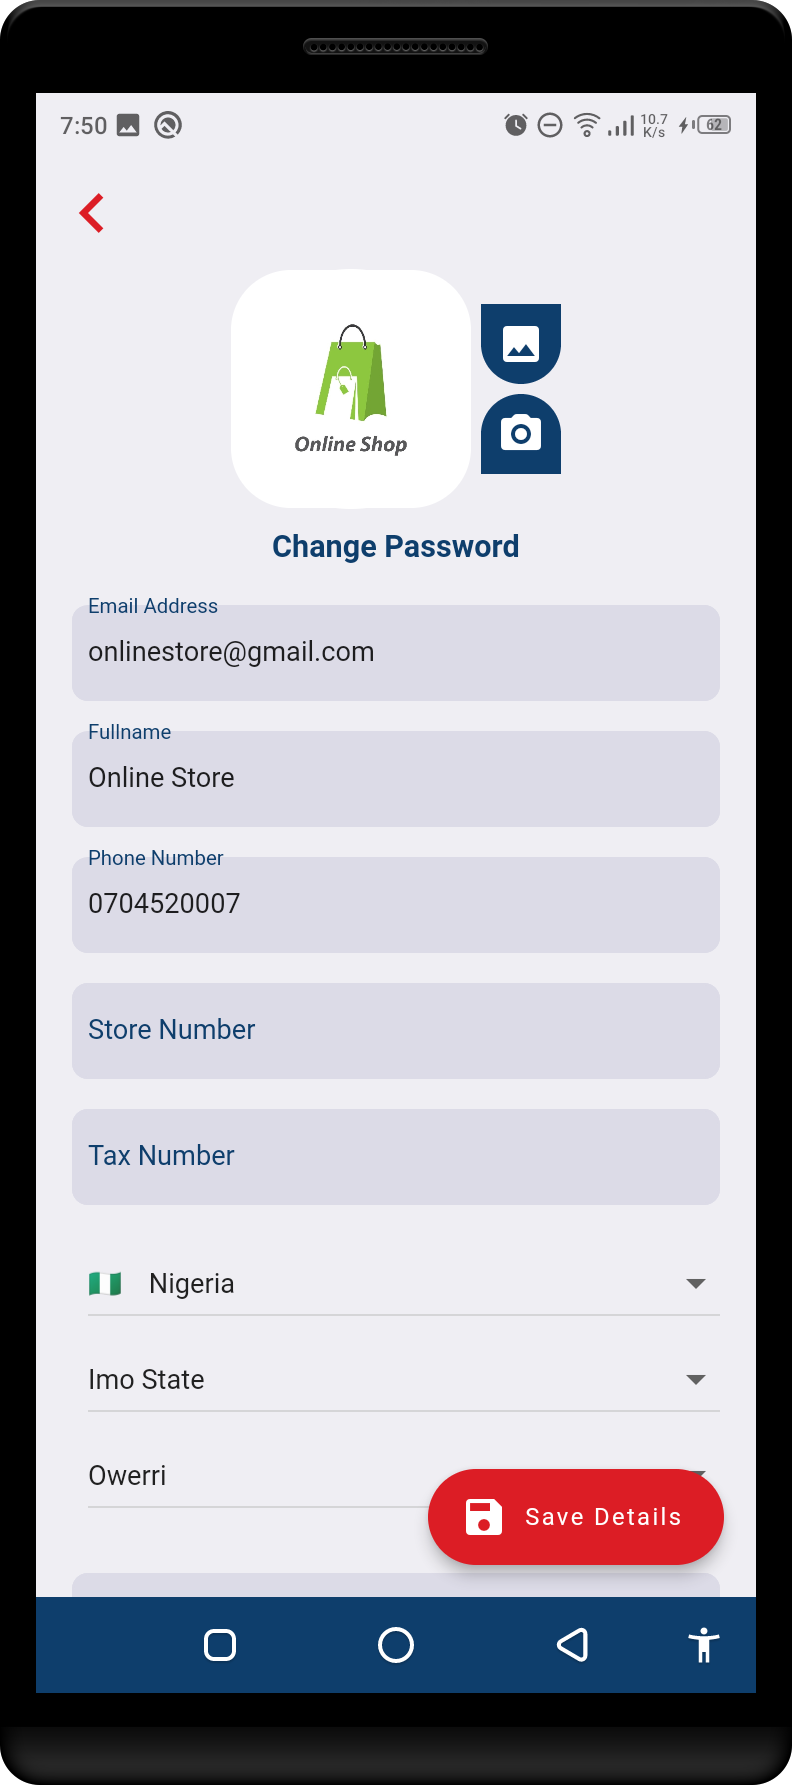 7:50
10.7
K/s
62
Online Shop
Change Password
Email Address
onlinestore@gmail.com
Fullname
Online Store
Phone Number
0704520007
Store Number
Tax Number
Nigeria
Imo State
Owerri
Save Details